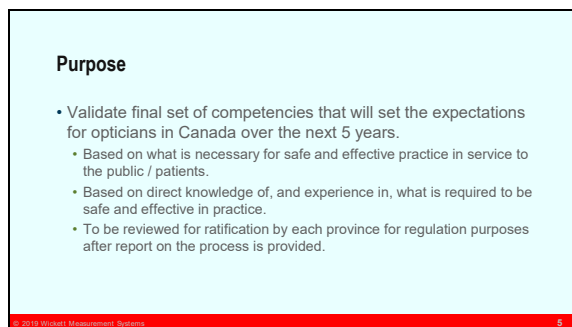 Purpose
• Validate final set of competencies that will set the expectations
for opticians in Canada over the next 5 years.
• Based on what is necessary for safe and effective practice in service to
the public / patients.
• Based on direct knowledge of, and experience in, what is required to be
safe and effective in practice.
• To be reviewed for ratification by each province for regulation purposes
after report on the process is provided.
© 2019 Wickett Measurement Systems
5